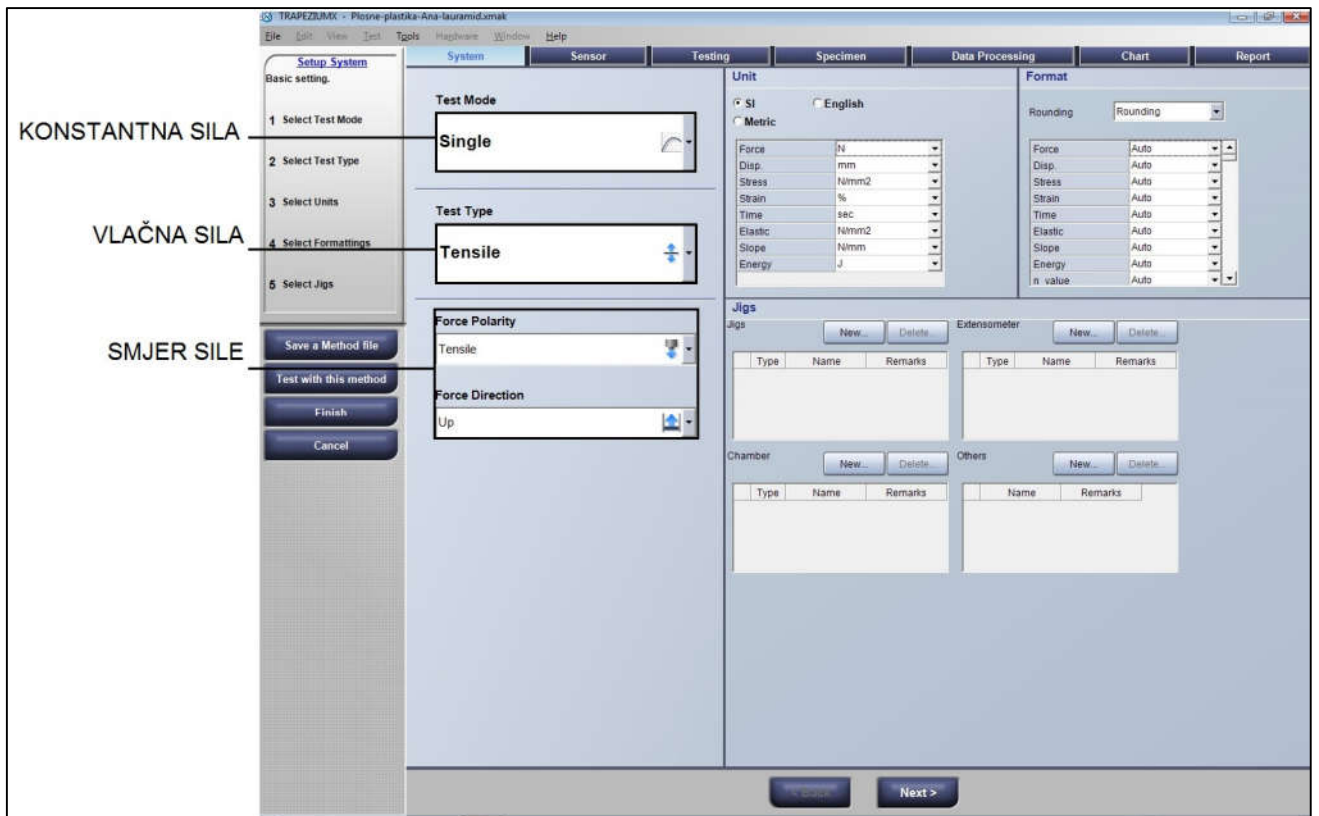 TRAPEZIUMX - Plosne-plastika-Ana-lauramid.xmak
File Edit View Test Tools Hardware Window Help
Setup System
Basic setting.
1 Select Test Mode
2 Select Test Type
3 Select Units
4 Select Formattings
5 Select Jigs
Save a Method file
Test with this method
Finish
Cancel
KONSTANTNA SILA
VLAČNA SILA
SMJER SILE
System Sensor Testing Specimen Data Processing Chart Report
Test Mode
Single
Test Type
Tensile
Force Polarity
Tensile
Force Direction
Up
Unit
SI English
Metric
Force N
Disp. mm
Stress N/mm2
Strain %
Time sec
Elastic N/mm2
Slope N/mm
Energy J
Format
Rounding Rounding
Force Auto
Disp. Auto
Stress Auto
Strain Auto
Time Auto
Elastic Auto
Slope Auto
Energy Auto
n value Auto
Jigs
Jigs New... Delete...
Type Name Remarks
Extensometer New... Delete...
Type Name Remarks
Chamber New... Delete...
Type Name Remarks
Others New... Delete...
Name Remarks
< Back Next >